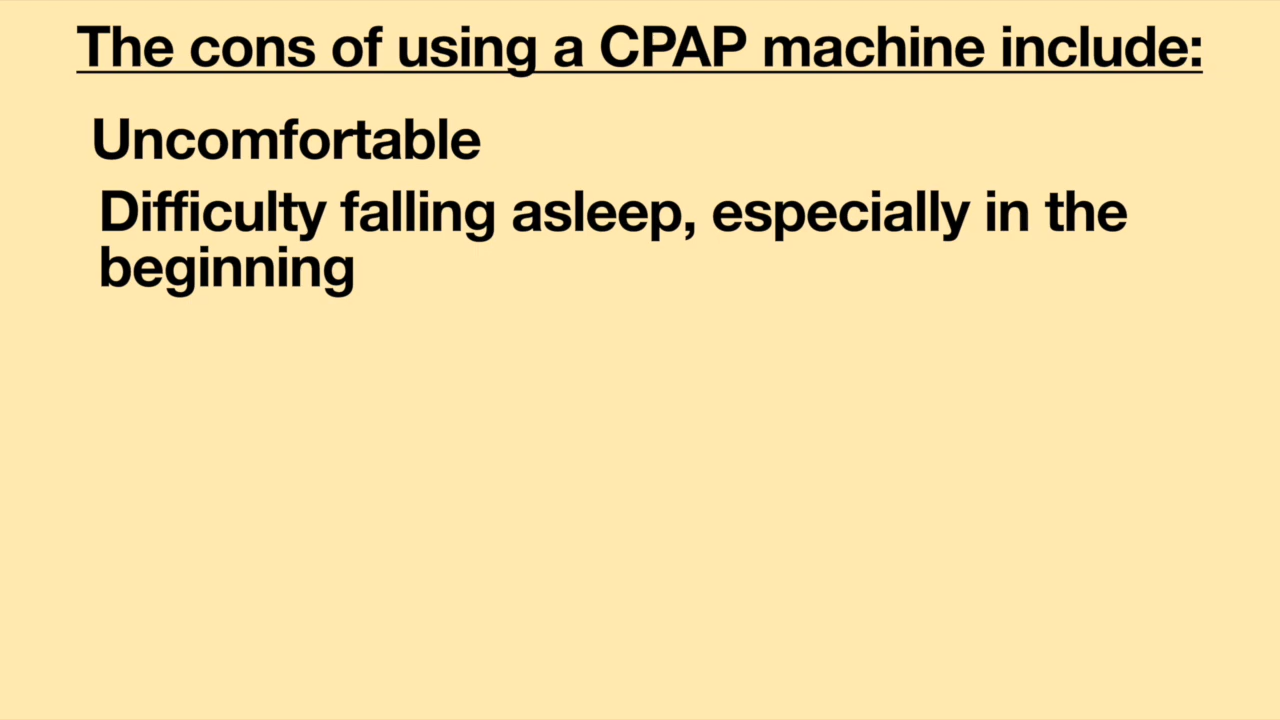 The cons of using a CPAP machine include:
Uncomfortable
Difficulty falling asleep, especially in the
beginning